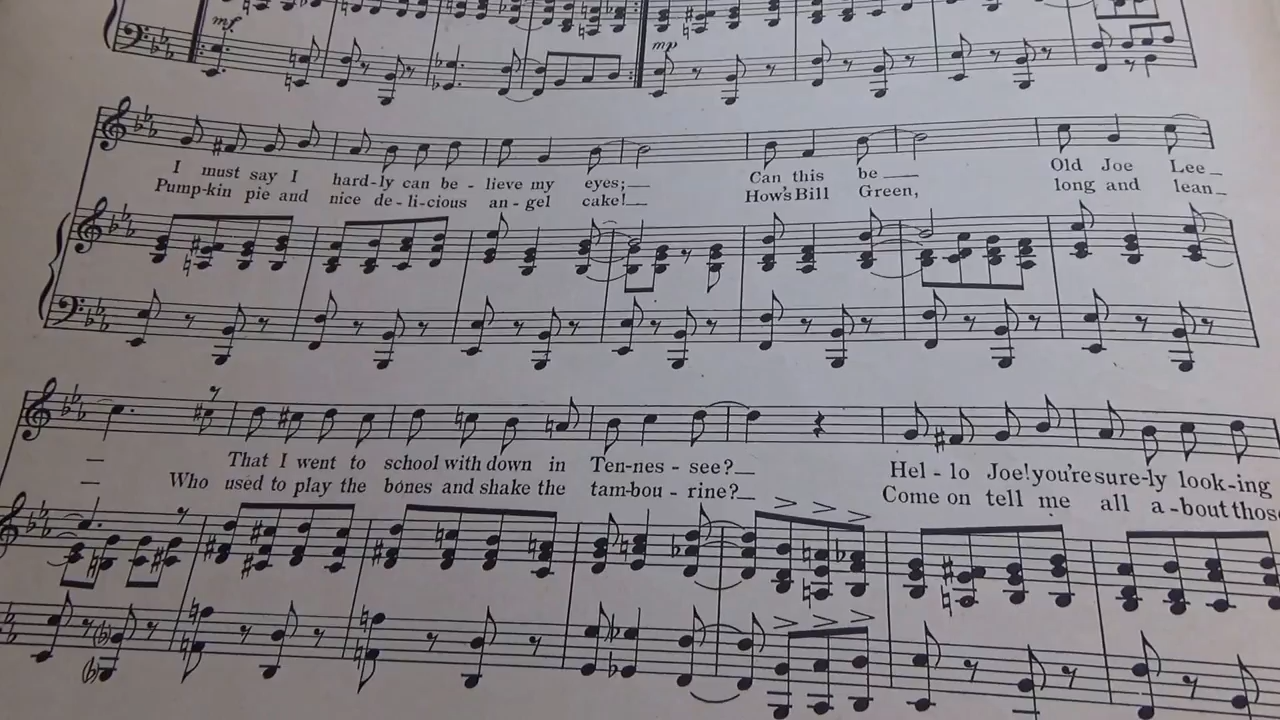 mf
mp
I must say I hard-ly can be - lieve my eyes; Can this be Old Joe Lee
Pump-kin pie and nice de-li-cious an-gel cake! How's Bill Green, long and lean
That I went to school with down in Ten-nes - see? Hel - lo Joe! you're sure-ly look-ing
Who used to play the bones and shake the tam-bou - rine? Come on tell me all a-bout those